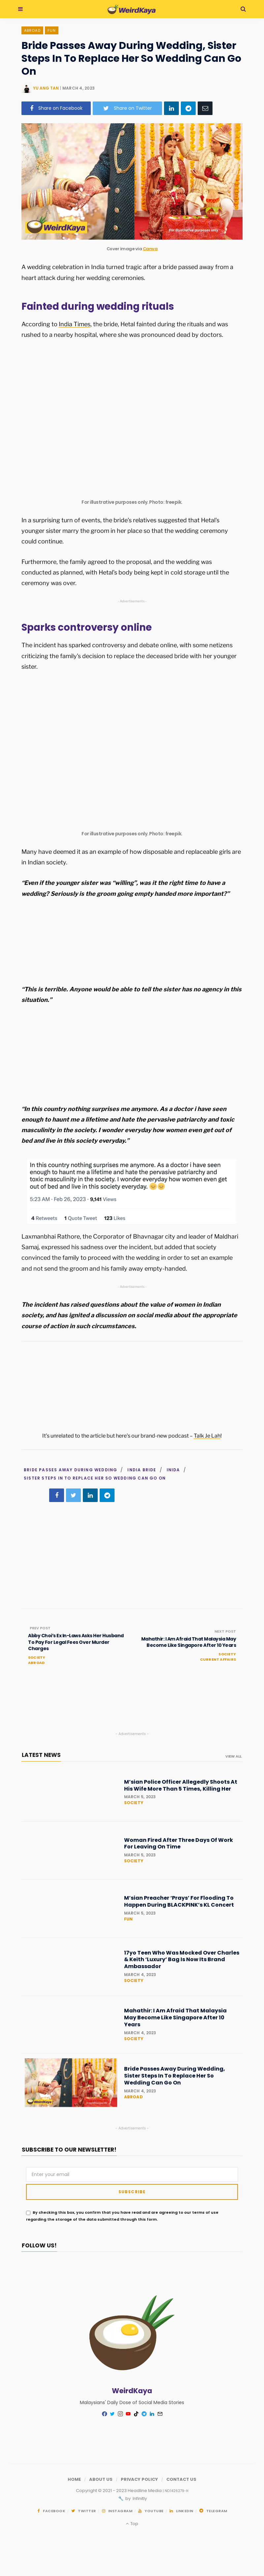 WeirdKaya
ABROAD FUN
Bride Passes Away During Wedding, Sister
Steps In To Replace Her So Wedding Can Go
On
YU ANG TAN | MARCH 4, 2023
Share on Facebook Share on Twitter
WeirdKaya
For illustrative purposes only.
Cover image via Canva
A wedding celebration in India turned tragic after a bride passed away from a
heart attack during her wedding ceremonies.
Fainted during wedding rituals
According to India Times, the bride, Hetal fainted during the rituals and was
rushed to a nearby hospital, where she was pronounced dead by doctors.
For illustrative purposes only. Photo: freepik.
In a surprising turn of events, the bride's relatives suggested that Hetal's
younger sister marry the groom in her place so that the wedding ceremony
could continue.
Furthermore, the family agreed to the proposal, and the wedding was
conducted as planned, with Hetal's body being kept in cold storage until the
ceremony was over.
- Advertisements -
Sparks controversy online
The incident has sparked controversy and debate online, with some netizens
criticizing the family's decision to replace the deceased bride with her younger
sister.
For illustrative purposes only. Photo: freepik.
Many have deemed it as an example of how disposable and replaceable girls are
in Indian society.
“Even if the younger sister was “willing”, was it the right time to have a
wedding? Seriously is the groom going empty handed more important?”
“This is terrible. Anyone would be able to tell the sister has no agency in this
situation.”
“In this country nothing surprises me anymore. As a doctor i have seen
enough to haunt me a lifetime and hate the pervasive patriarchy and toxic
masculinity in the society. I wonder everyday how women even get out of
bed and live in this society everyday.”
In this country nothing surprises me anymore. As a doctor i have seen
enough to haunt me a lifetime and hate the pervasive patriarchy and
toxic masculinity in the society. I wonder everyday how women even get
out of bed and live in this society everyday. 😔😔
5:23 AM · Feb 26, 2023 · 9,141 Views
4 Retweets 1 Quote Tweet 123 Likes
Laxmanbhai Rathore, the Corporator of Bhavnagar city and leader of Maldhari
Samaj, expressed his sadness over the incident, but added that society
convinced the family to proceed with the wedding in order to set an example
and not send the groom and his family away empty-handed.
- Advertisements -
The incident has raised questions about the value of women in Indian
society, and has ignited a discussion on social media about the appropriate
course of action in such circumstances.
It's unrelated to the article but here's our brand-new podcast – Talk Je Lah!
BRIDE PASSES AWAY DURING WEDDING / INDIA BRIDE / INIDA /
SISTER STEPS IN TO REPLACE HER SO WEDDING CAN GO ON
PREV POST
Abby Choi's Ex In-Laws Asks Her Husband
To Pay For Legal Fees Over Murder
Charges
SOCIETY
ABROAD
NEXT POST
Mahathir: I Am Afraid That Malaysia May
Become Like Singapore After 10 Years
SOCIETY
CURRENT AFFAIRS
- Advertisements -
LATEST NEWS VIEW ALL
M'sian Police Officer Allegedly Shoots At
His Wife More Than 5 Times, Killing Her
MARCH 5, 2023
SOCIETY
Woman Fired After Three Days Of Work
For Leaving On Time
MARCH 5, 2023
SOCIETY
M'sian Preacher 'Prays' For Flooding To
Happen During BLACKPINK's KL Concert
MARCH 5, 2023
FUN
17yo Teen Who Was Mocked Over Charles
& Keith 'Luxury' Bag Is Now Its Brand
Ambassador
MARCH 4, 2023
SOCIETY
Mahathir: I Am Afraid That Malaysia
May Become Like Singapore After 10
Years
MARCH 4, 2023
SOCIETY
Bride Passes Away During Wedding,
Sister Steps In To Replace Her So
Wedding Can Go On
MARCH 4, 2023
ABROAD
- Advertisements -
SUBSCRIBE TO OUR NEWSLETTER!
Enter your email
SUBSCRIBE
By checking this box, you confirm that you have read and are agreeing to our terms of use
regarding the storage of the data submitted through this form.
FOLLOW US!
WeirdKaya
Malaysians' Daily Dose of Social Media Stories
HOME / ABOUT US / PRIVACY POLICY / CONTACT US
by Infinity
FACEBOOK TWITTER INSTAGRAM YOUTUBE LINKEDIN TELEGRAM
Top